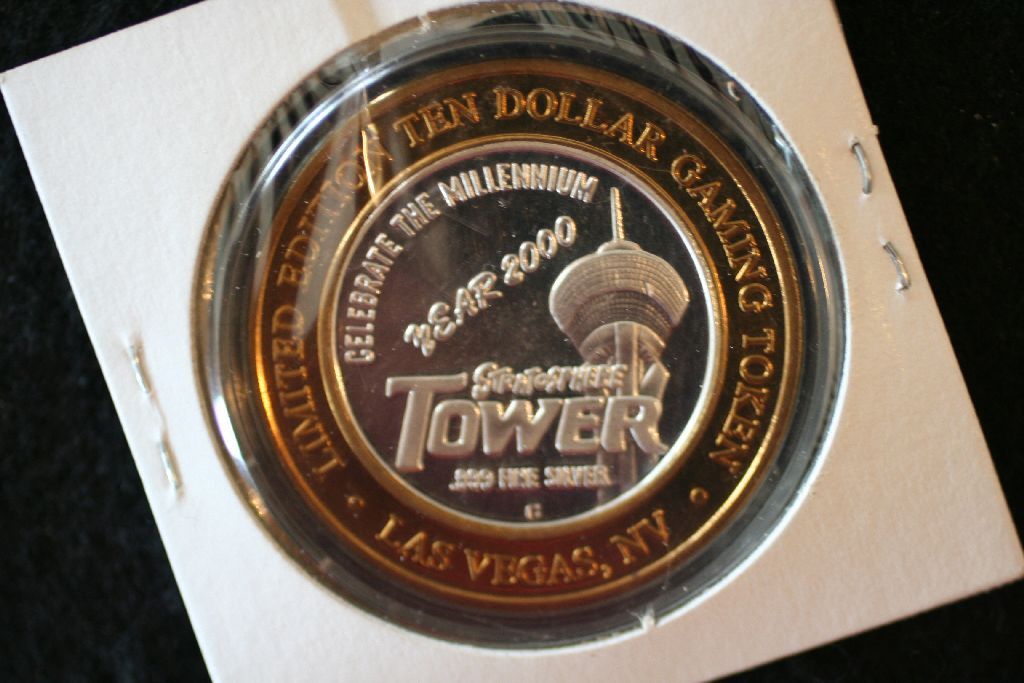 LIMITED EDITION TEN DOLLAR GAMING TOKEN
CELEBRATE THE MILLENNIUM
YEAR 2000
STRATOSPHERE
TOWER
.999 FINE SILVER
G
LAS VEGAS, NV